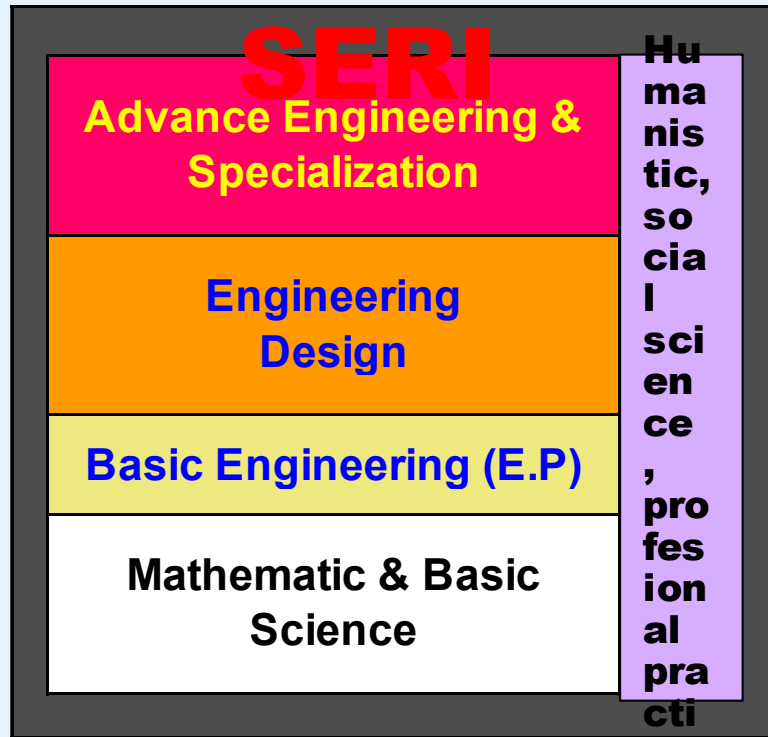 SERI
Advance Engineering &
Specialization
Engineering
Design
Basic Engineering (E.P)
Mathematic & Basic
Science
Hu
ma
nis
tic,
so
cia
l
sci
en
ce
,
pro
fes
ion
al
pra
cti